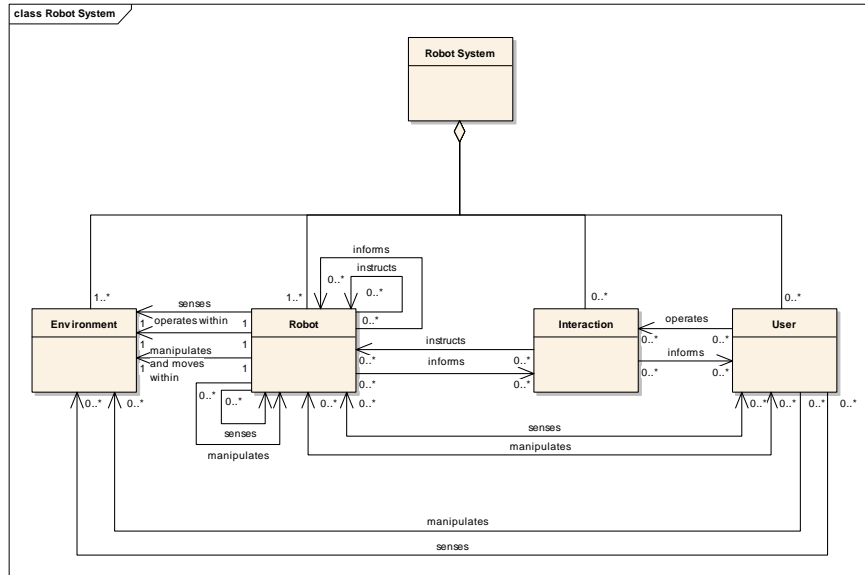 class Robot System
Robot System
informs
instructs
0..*
0..*
0..*
1..*
1..*
0..*
0..*
senses
operates within
1
1
manipulates
and moves
within
1
1
1
1
Environment
Robot
Interaction
User
operates
0..*
0..*
informs
0..*
0..*
instructs
0..*
0..*
informs
0..*
0..*
0..*
0..*
senses
manipulates
0..*
0..*
0..*
0..*
0..*
0..*
0..*
0..*
senses
manipulates
manipulates
senses